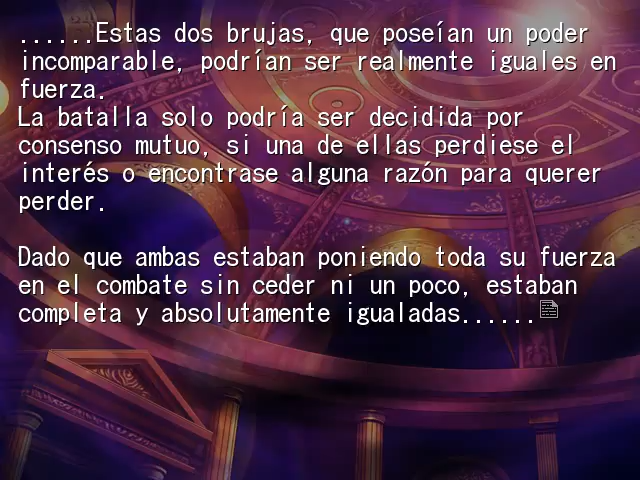 ......Estas dos brujas, que poseían un poder
incomparable, podrían ser realmente iguales en
fuerza.
La batalla solo podría ser decidida por
consenso mutuo, si una de ellas perdiese el
interés o encontrase alguna razón para querer
perder.
Dado que ambas estaban poniendo toda su fuerza
en el combate sin ceder ni un poco, estaban
completa y absolutamente igualadas......